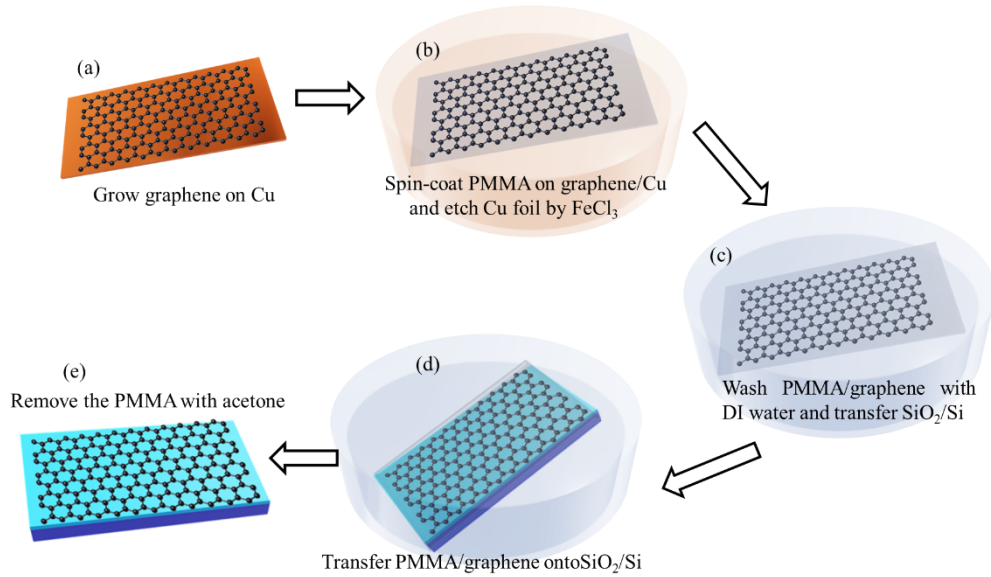 (a)
Grow graphene on Cu
(b)
Spin-coat PMMA on graphene/Cu
and etch Cu foil by FeCl₃
(c)
Wash PMMA/graphene with
DI water and transfer SiO₂/Si
(d)
Transfer PMMA/graphene ontoSiO₂/Si
(e)
Remove the PMMA with acetone